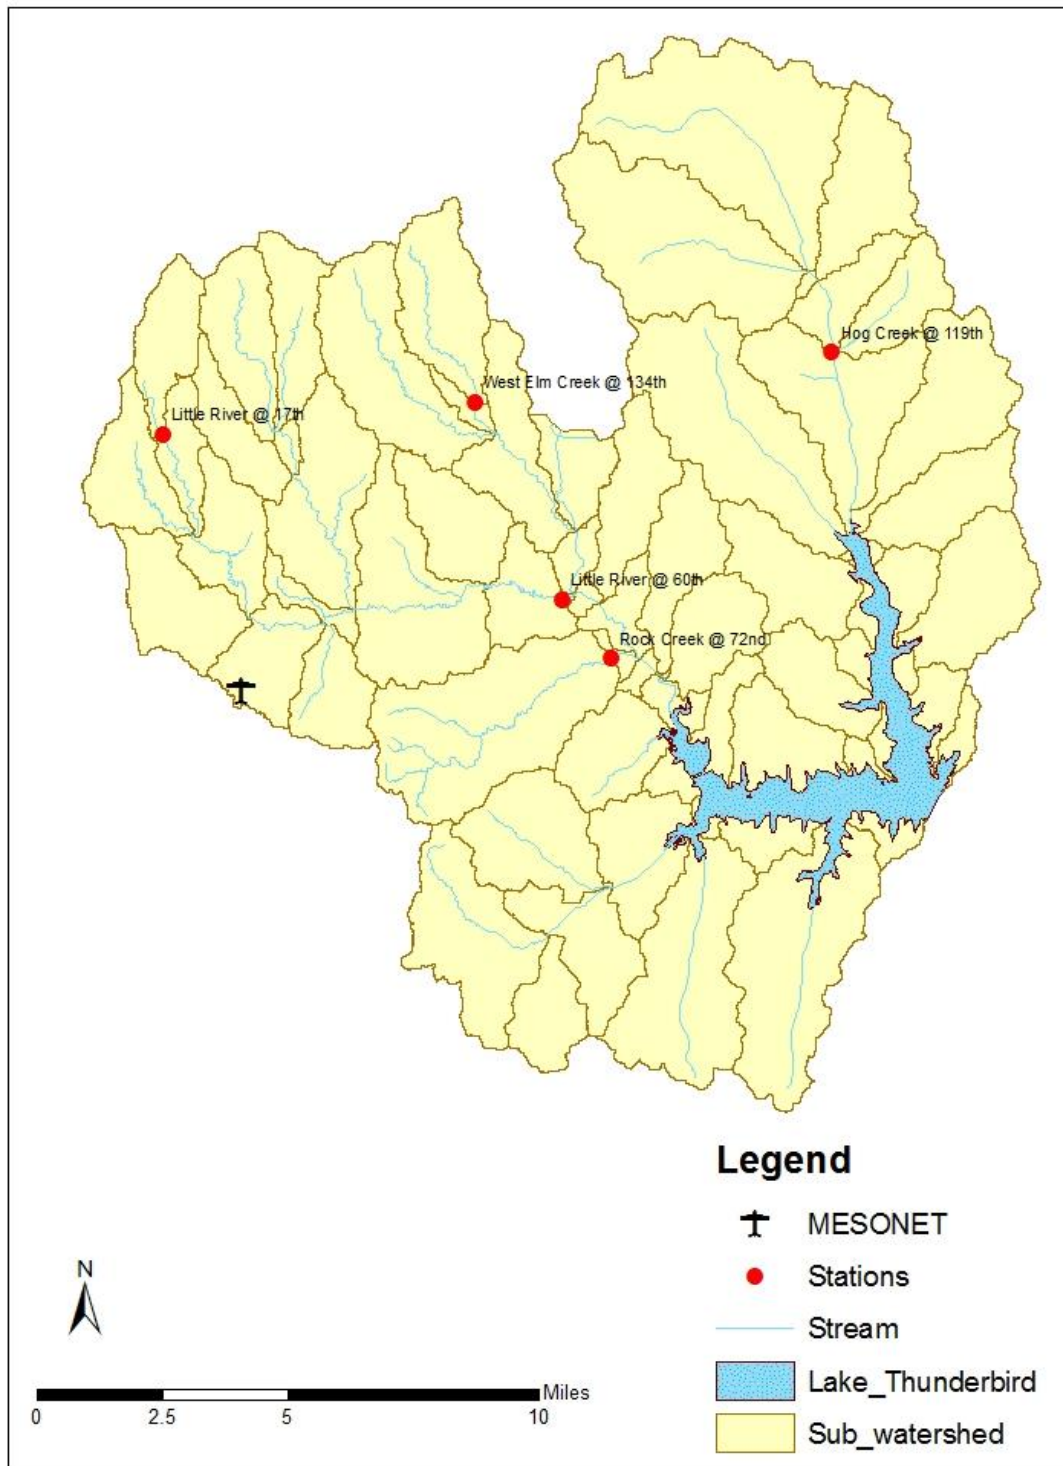 Hog Creek @ 119th
West Elm Creek @ 134th
Little River @ 17th
Little River @ 60th
Rock Creek @ 72nd
Legend
MESONET
Stations
Stream
Lake_Thunderbird
Sub_watershed
N
Miles
0 2.5 5 10